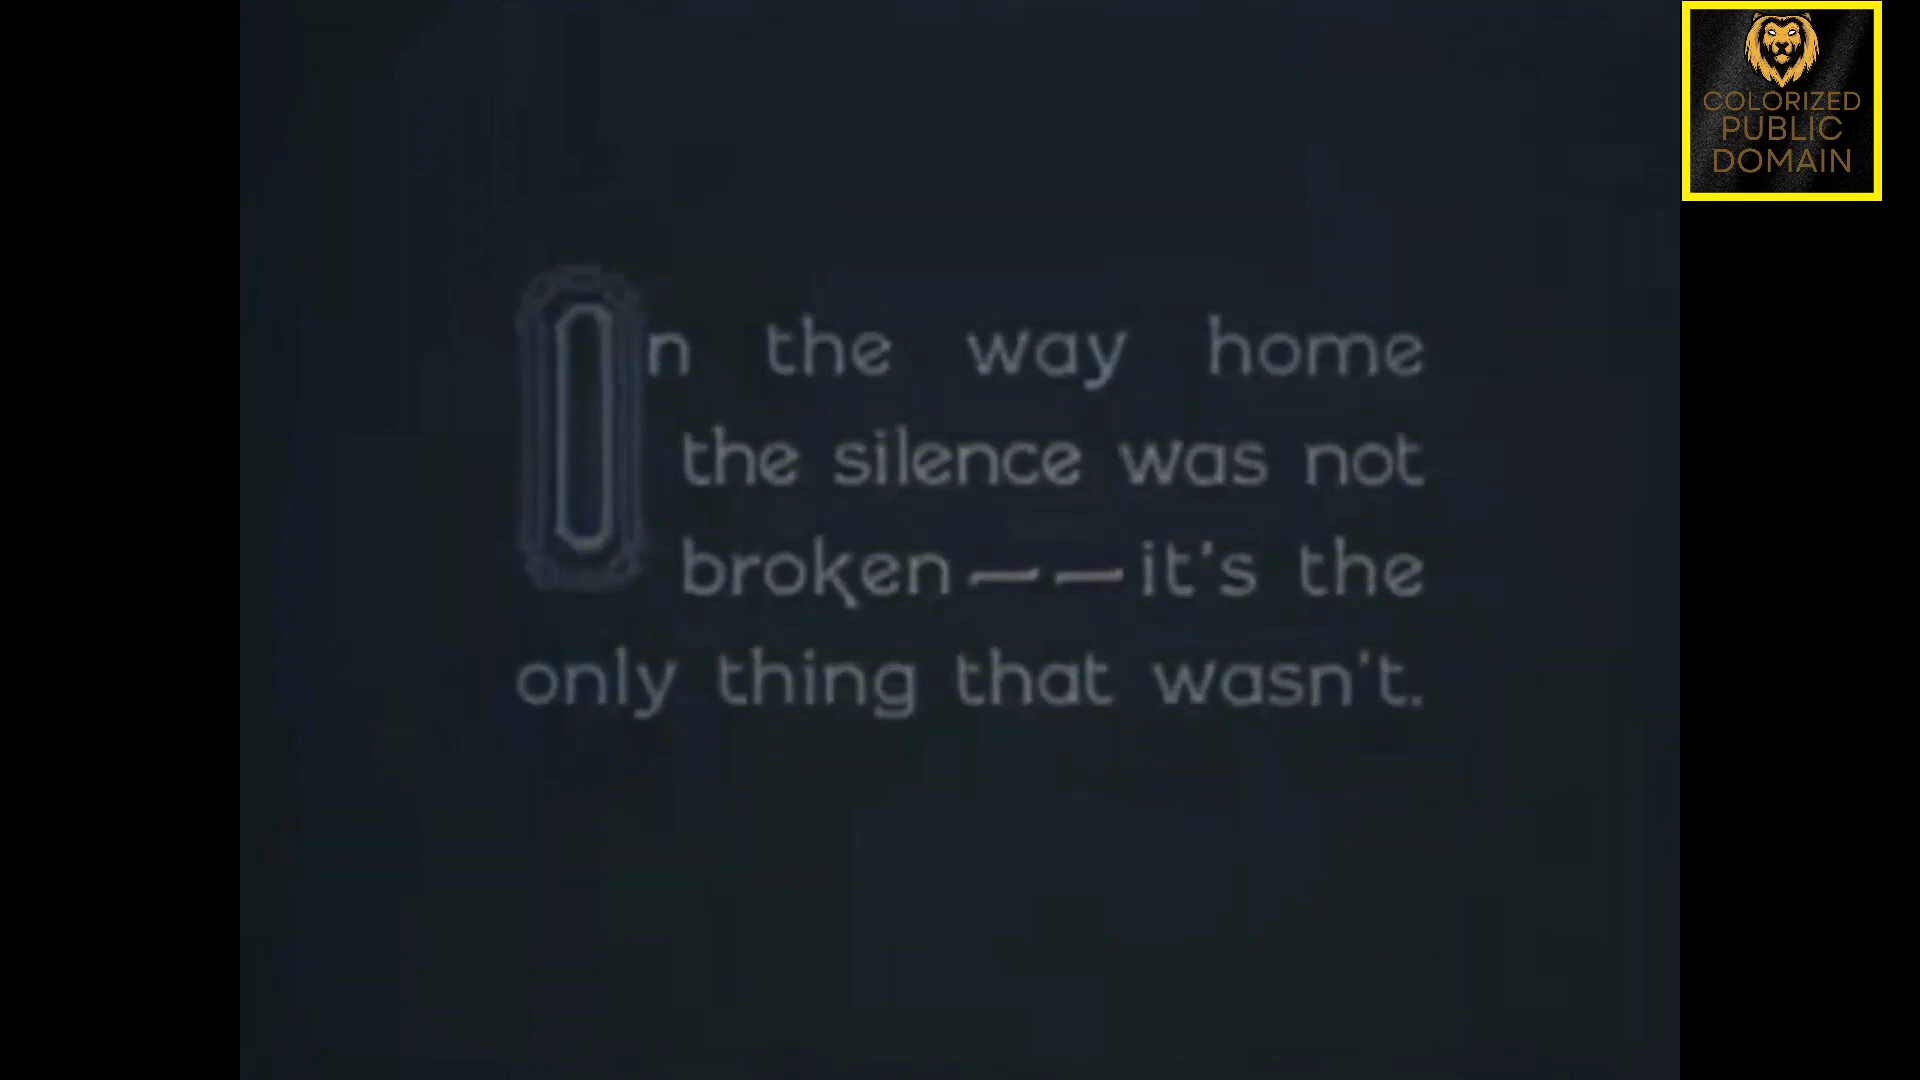 On the way home
the silence was not
broken——it's the
only thing that wasn't.
COLORIZED
PUBLIC
DOMAIN